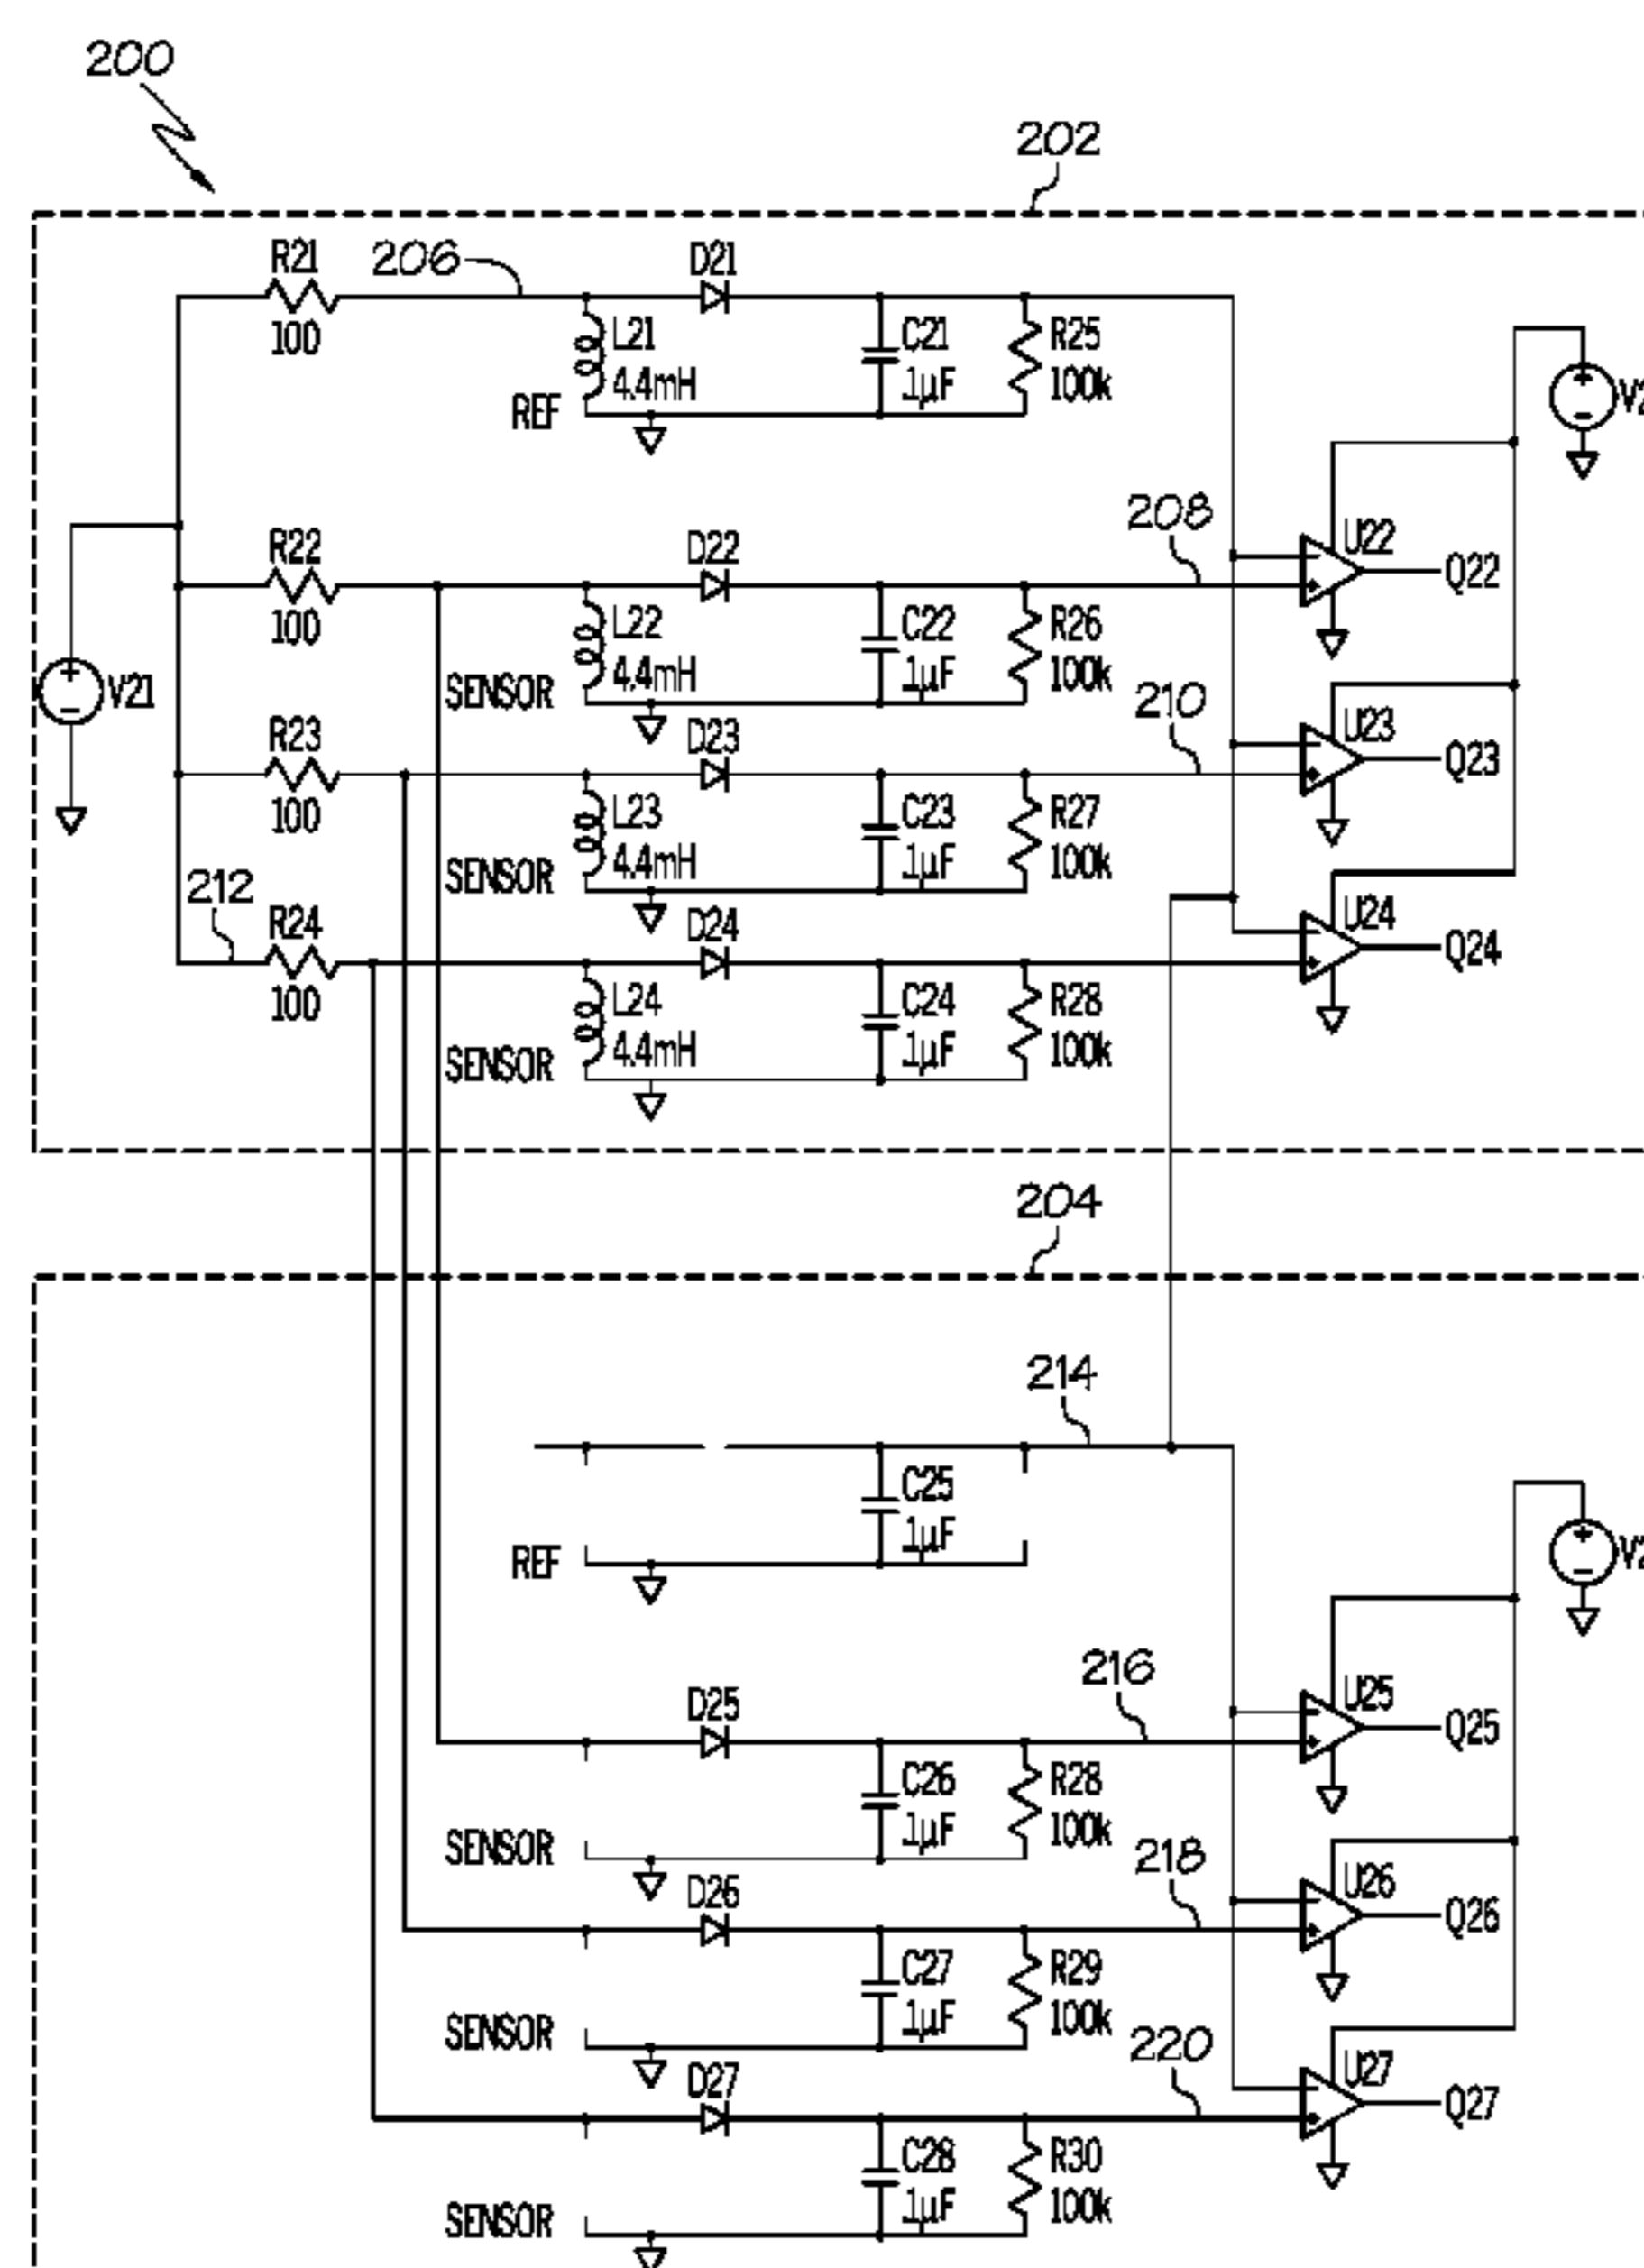 200
202
R21
100
206
D21
L21
4.4mH
REF
C21
.1µF
R25
100k
208
R22
100
D22
L22
4.4mH
SENSOR
C22
.1µF
R26
100k
U22
Q22
V21
210
R23
100
D23
L23
4.4mH
SENSOR
C23
.1µF
R27
100k
U23
Q23
212
R24
100
D24
L24
4.4mH
SENSOR
C24
.1µF
R28
100k
U24
Q24
204
214
C25
.1µF
REF
216
D25
C26
.1µF
R28
100k
SENSOR
U25
Q25
218
D26
C27
.1µF
R29
100k
SENSOR
U26
Q26
220
D27
C28
.1µF
R30
100k
SENSOR
U27
Q27